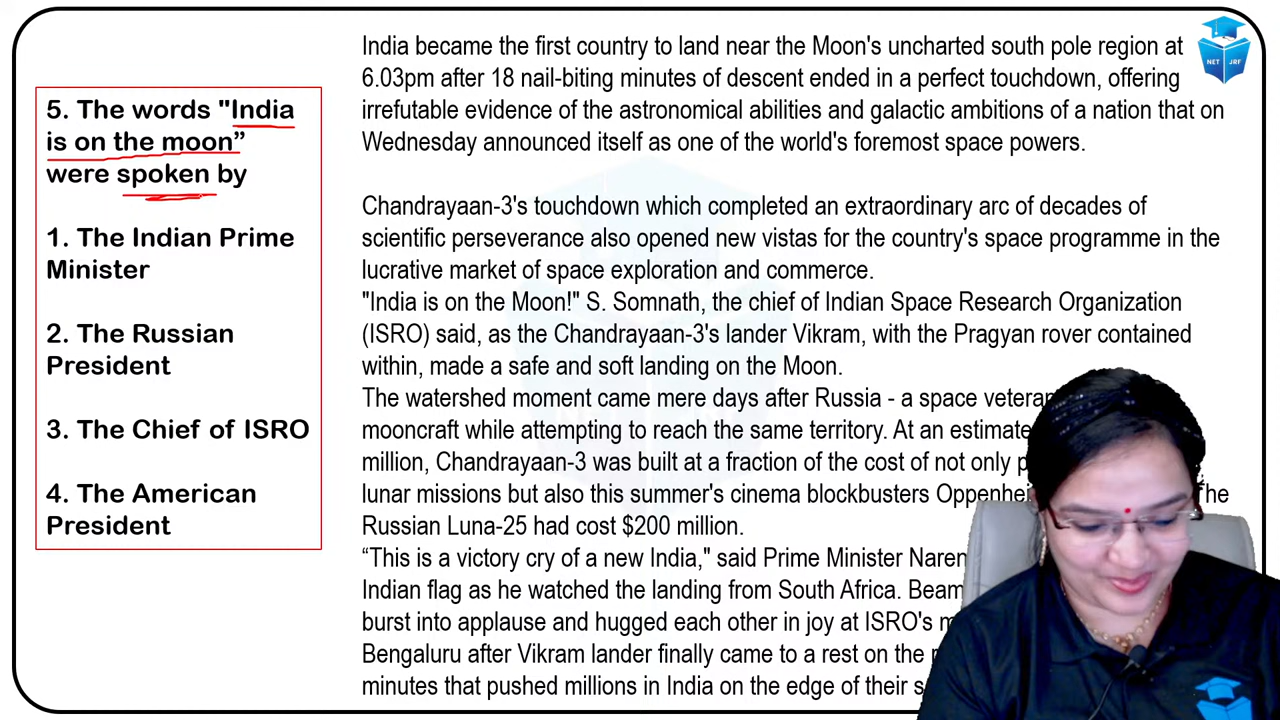 5. The words "India
is on the moon”
were spoken by
1. The Indian Prime
Minister
2. The Russian
President
3. The Chief of ISRO
4. The American
President
India became the first country to land near the Moon's uncharted south pole region at
6.03pm after 18 nail-biting minutes of descent ended in a perfect touchdown, offering
irrefutable evidence of the astronomical abilities and galactic ambitions of a nation that on
Wednesday announced itself as one of the world's foremost space powers.
Chandrayaan-3's touchdown which completed an extraordinary arc of decades of
scientific perseverance also opened new vistas for the country's space programme in the
lucrative market of space exploration and commerce.
"India is on the Moon!" S. Somnath, the chief of Indian Space Research Organization
(ISRO) said, as the Chandrayaan-3's lander Vikram, with the Pragyan rover contained
within, made a safe and soft landing on the Moon.
The watershed moment came mere days after Russia - a space
mooncraft while attempting to reach the same territory. At an
million, Chandrayaan-3 was built at a fraction of the cost of not only
lunar missions but also this summer's cinema blockbusters
Russian Luna-25 had cost $200 million.
“This is a victory cry of a new India," said Prime Minister
Indian flag as he watched the landing from South Africa.
burst into applause and hugged each other in joy at ISRO's
Bengaluru after Vikram lander finally came to a rest on the
minutes that pushed millions in India on the edge of their
NET JRF